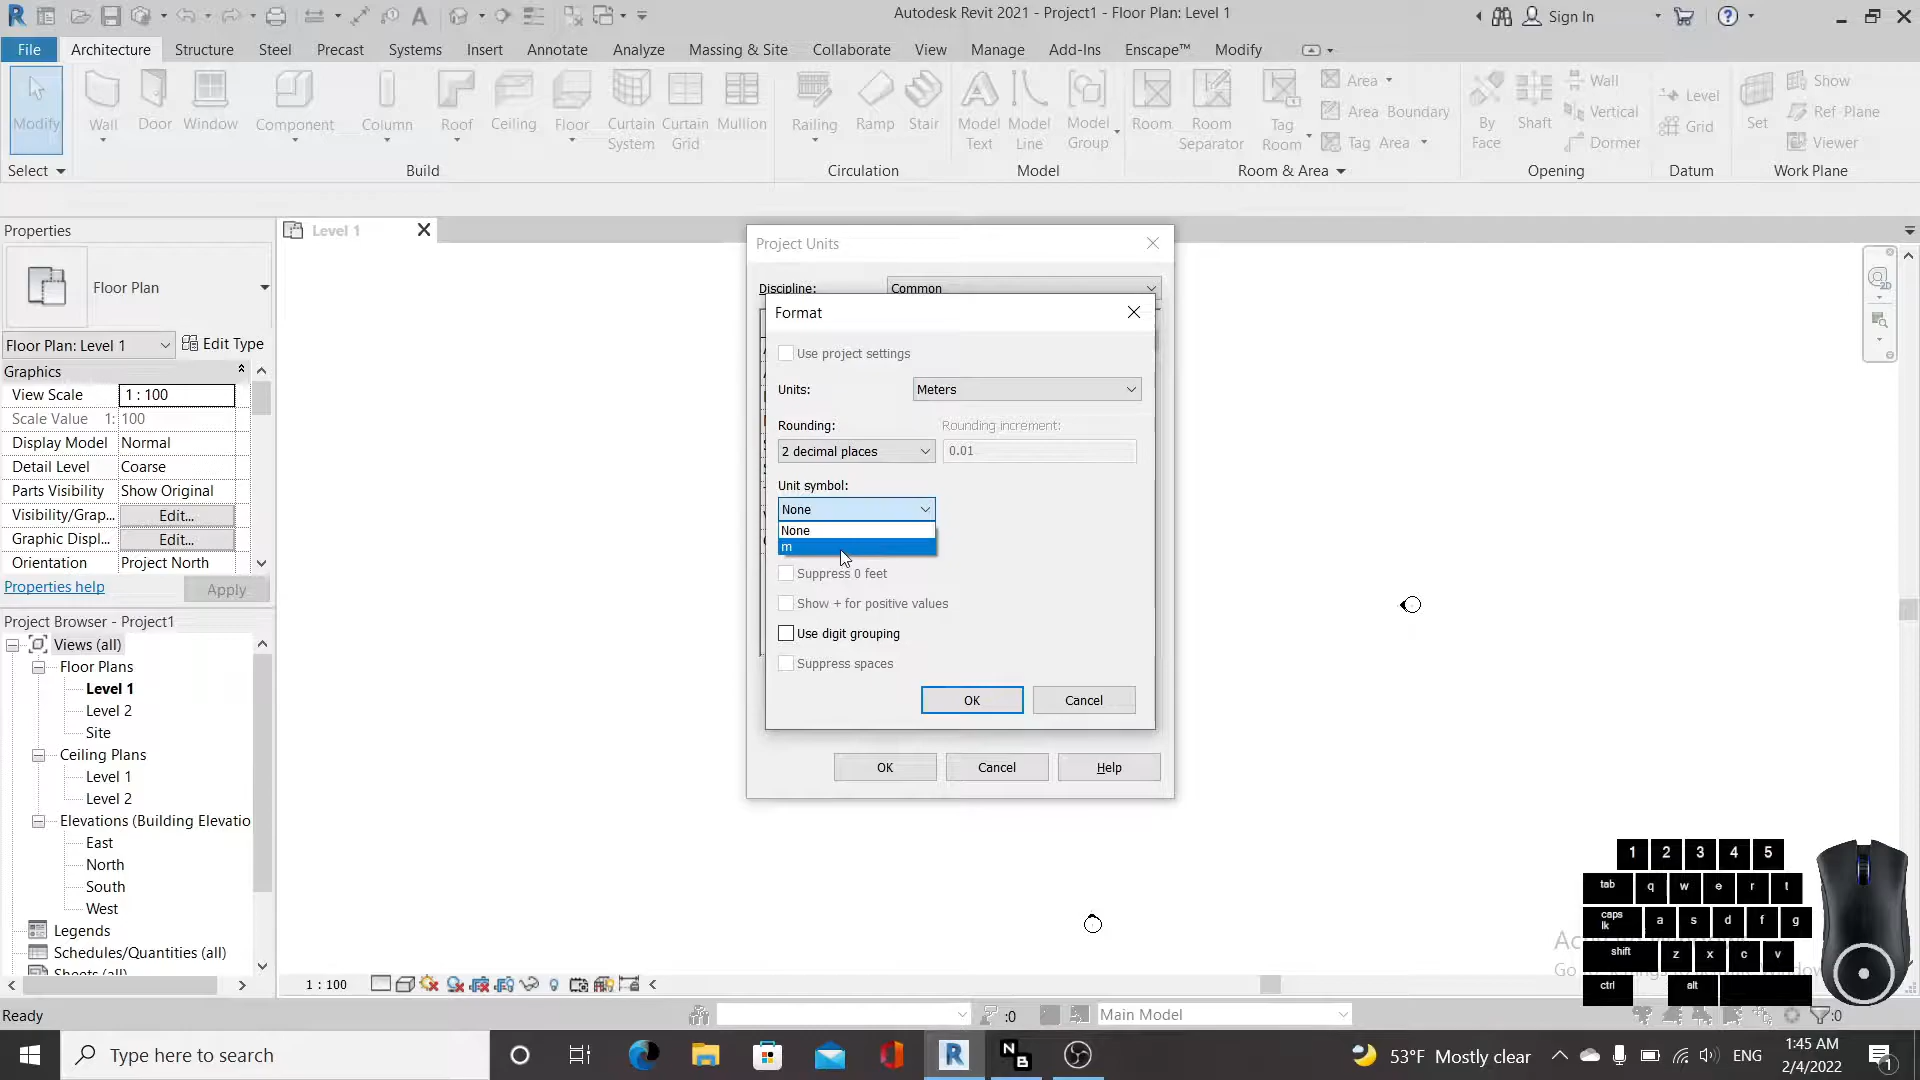 Autodesk Revit 2021 - Project1 - Floor Plan: Level 1
Sign In
File Architecture Structure Steel Precast Systems Insert Annotate Analyze Massing & Site Collaborate View Manage Add-Ins Enscape™ Modify
Modify Wall Door Window Component Column Roof Ceiling Floor Curtain System Curtain Grid Mullion Railing Ramp Stair Model Text Model Line Model Group Room Room Separator Tag Room By Face Shaft Set
Area Wall Level Show
Area Boundary Vertical Grid Ref Plane
Tag Area Dormer Viewer
Select Build Circulation Model Room & Area Opening Datum Work Plane
Properties
Level 1
Floor Plan
Floor Plan: Level 1 Edit Type
Graphics
View Scale 1 : 100
Scale Value 1: 100
Display Model Normal
Detail Level Coarse
Parts Visibility Show Original
Visibility/Grap... Edit...
Graphic Displ... Edit...
Orientation Project North
Properties help Apply
Project Browser - Project1
Views (all)
Floor Plans
Level 1
Level 2
Site
Ceiling Plans
Level 1
Level 2
Elevations (Building Elevatio
East
North
South
West
Legends
Schedules/Quantities (all)
Sheets (all)
Project Units
Discipline: Common
Format
Use project settings
Units: Meters
Rounding: Rounding increment:
2 decimal places 0.01
Unit symbol:
None
None
m
Suppress 0 feet
Show + for positive values
Use digit grouping
Suppress spaces
OK Cancel
OK Cancel Help
1 2 3 4 5
tab q w e r t
caps lk a s d f g
shift z x c v
ctrl alt
1 : 100
Ready
:0
Main Model
:0
Type here to search
53°F Mostly clear
ENG
1:45 AM
2/4/2022
1